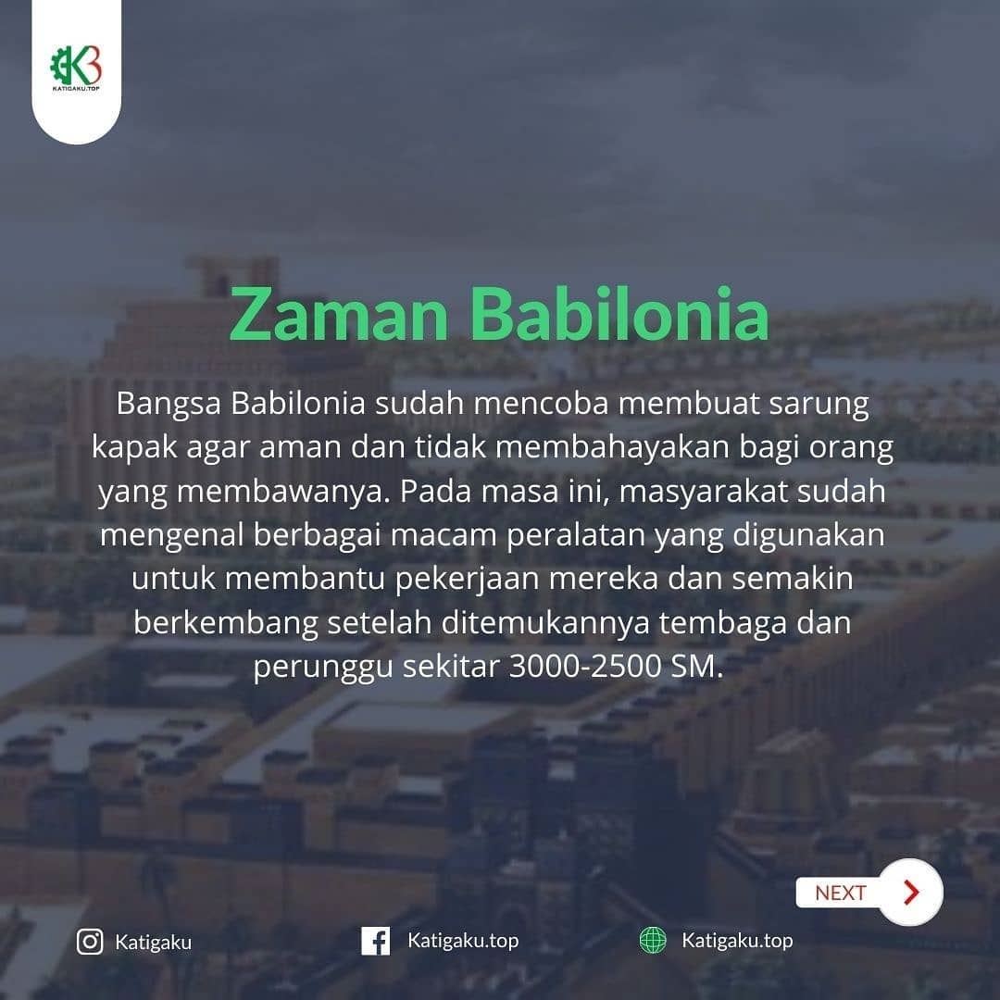 K3
KATIGAKU.TOP
Zaman Babilonia
Bangsa Babilonia sudah mencoba membuat sarung
kapak agar aman dan tidak membahayakan bagi orang
yang membawanya. Pada masa ini, masyarakat sudah
mengenal berbagai macam peralatan yang digunakan
untuk membantu pekerjaan mereka dan semakin
berkembang setelah ditemukannya tembaga dan
perunggu sekitar 3000-2500 SM.
NEXT
Katigaku
Katigaku.top
Katigaku.top